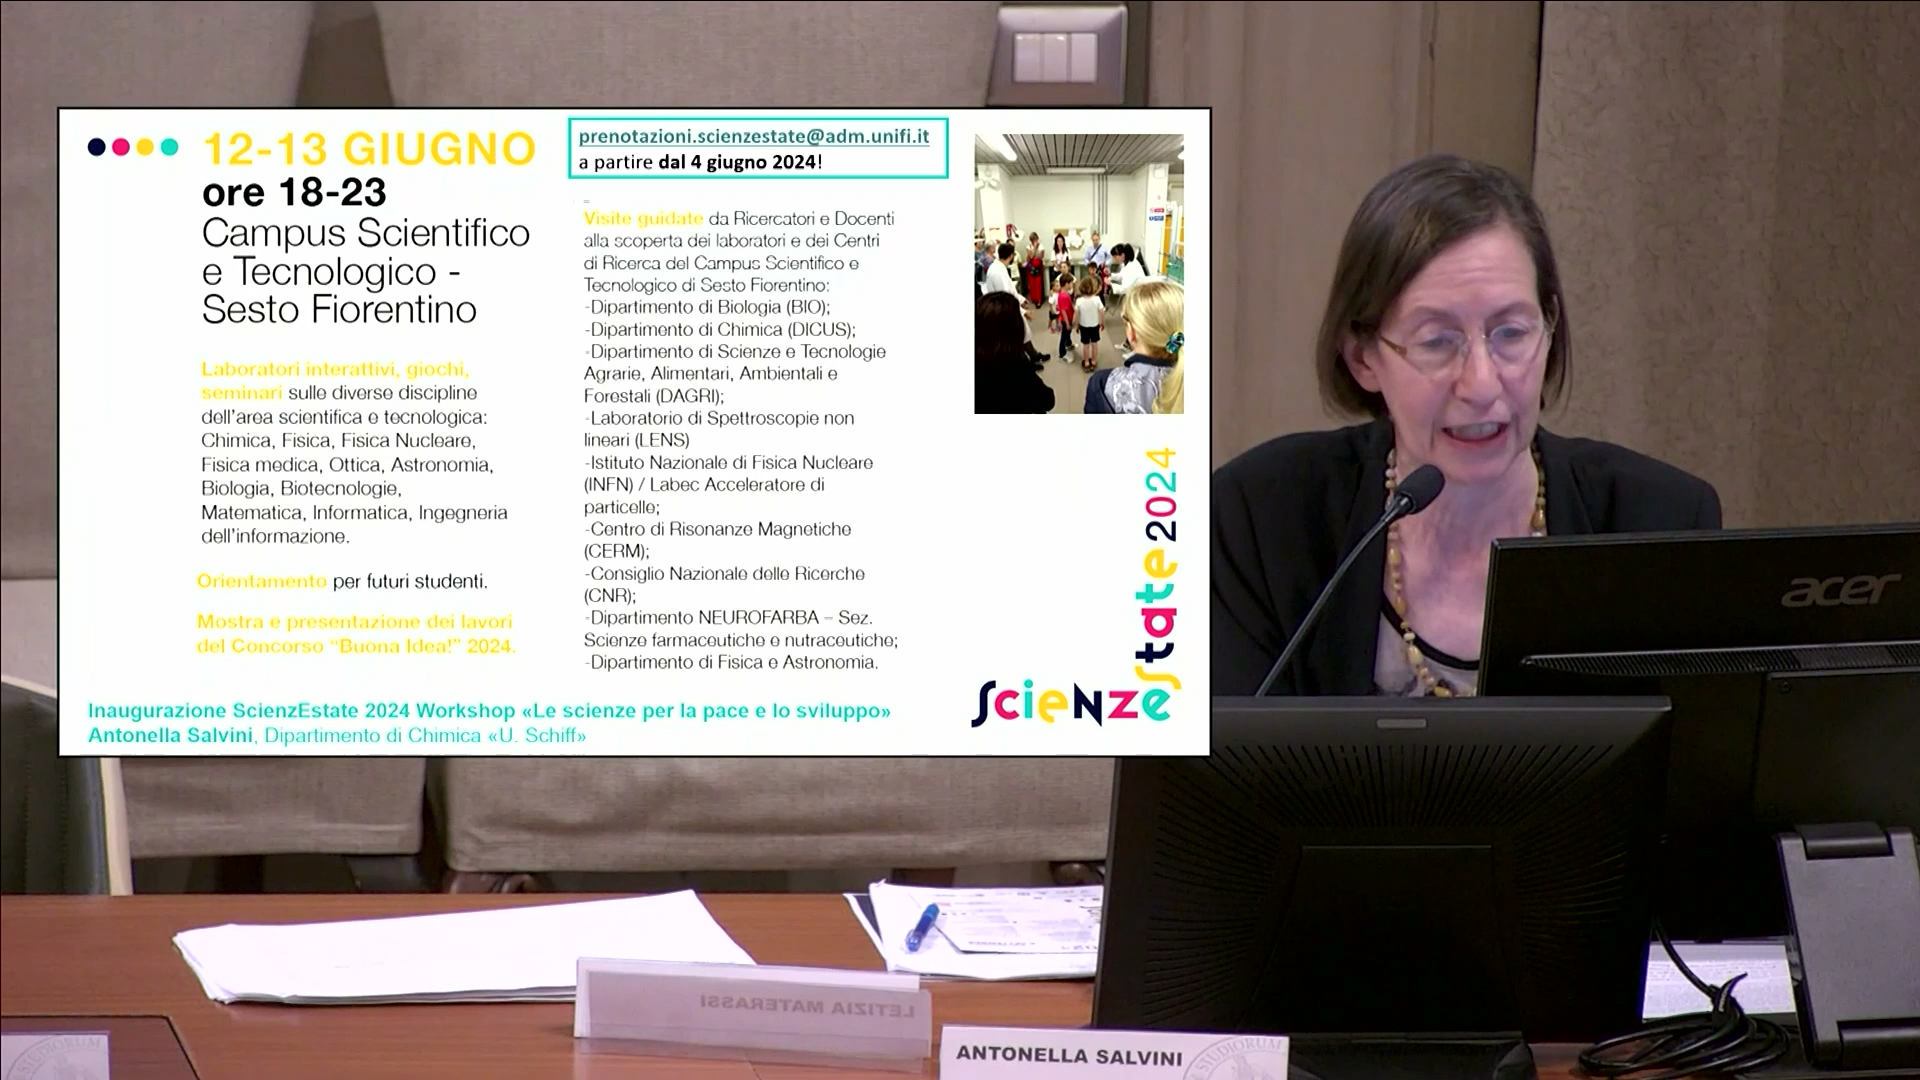 12-13 GIUGNO
ore 18-23
Campus Scientifico
e Tecnologico -
Sesto Fiorentino
Laboratori interattivi, giochi,
seminari sulle diverse discipline
dell'area scientifica e tecnologica:
Chimica, Fisica, Fisica Nucleare,
Fisica medica, Ottica, Astronomia,
Biologia, Biotecnologie,
Matematica, Informatica, Ingegneria
dell'informazione.
Orientamento per futuri studenti.
Mostra e presentazione dei lavori
del Concorso "Buona Idea!" 2024.
prenotazioni.scienzestate@adm.unifi.it
a partire dal 4 giugno 2024!
Visite guidate da Ricercatori e Docenti
alla scoperta dei laboratori e dei Centri
di Ricerca del Campus Scientifico e
Tecnologico di Sesto Fiorentino:
-Dipartimento di Biologia (BIO);
-Dipartimento di Chimica (DICUS);
-Dipartimento di Scienze e Tecnologie
Agrarie, Alimentari, Ambientali e
Forestali (DAGRI);
-Laboratorio di Spettroscopie non
lineari (LENS)
-Istituto Nazionale di Fisica Nucleare
(INFN) / Labec Acceleratore di
particelle;
-Centro di Risonanze Magnetiche
(CERM);
-Consiglio Nazionale delle Ricerche
(CNR);
-Dipartimento NEUROFARBA – Sez.
Scienze farmaceutiche e nutraceutiche;
-Dipartimento di Fisica e Astronomia.
ScieNzEstate2024
Inaugurazione ScienzEstate 2024 Workshop «Le scienze per la pace e lo sviluppo»
Antonella Salvini, Dipartimento di Chimica «U. Schiff»
acer
LETIZIA MATERASSI
ANTONELLA SALVINI
STUDIORUM
STUDIORUM